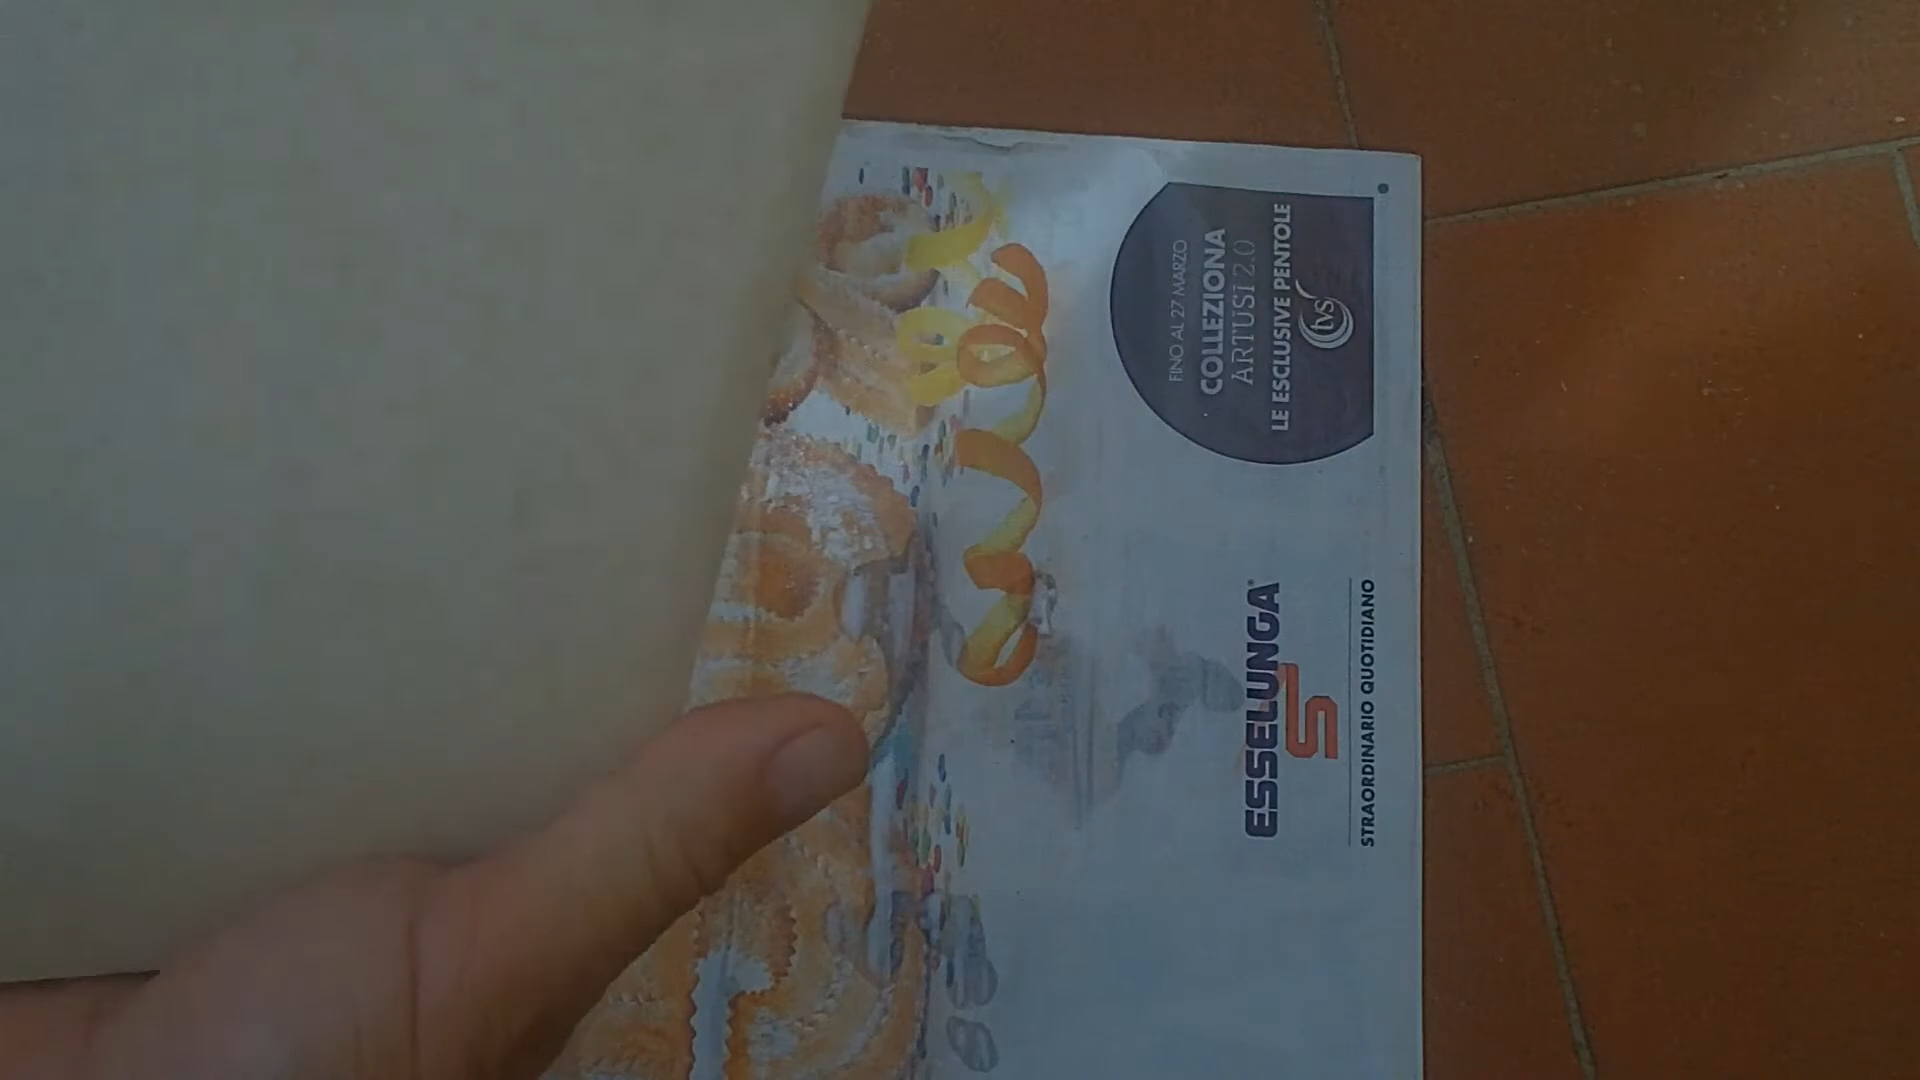 FINO AL 27 MARZO
COLLEZIONA
ARTUSI 2.0
LE ESCLUSIVE PENTOLE
tvs
ESSELUNGA
S
STRAORDINARIO QUOTIDIANO